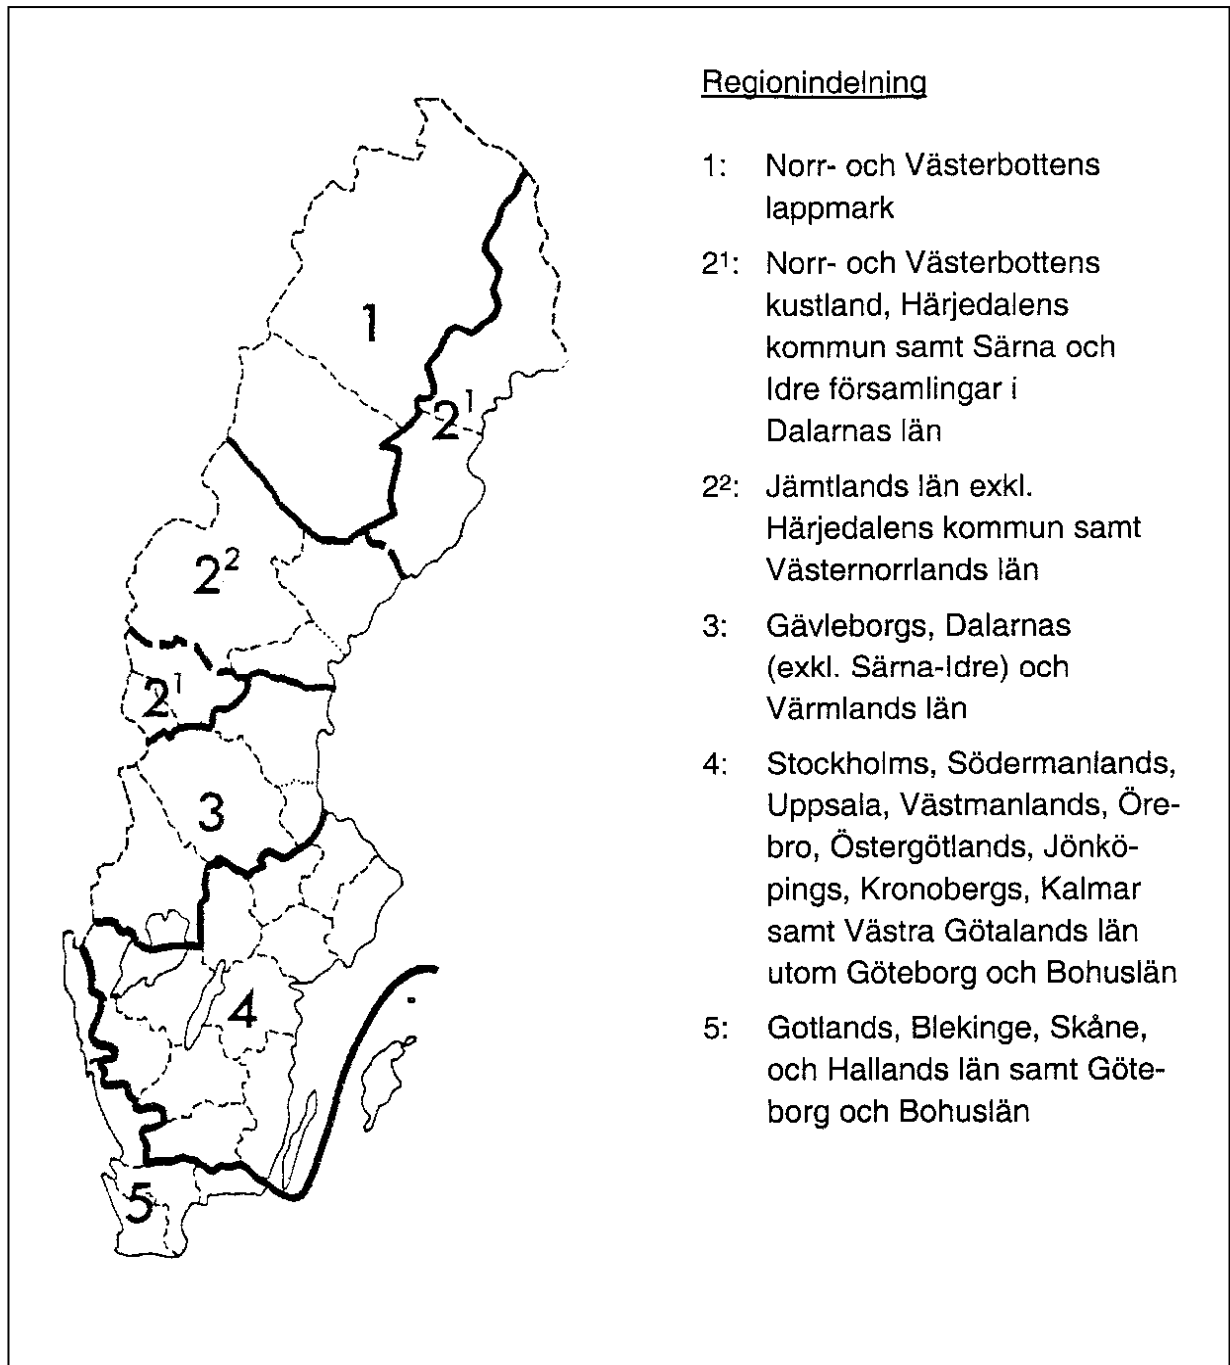 Regionindelning
1: Norr- och Västerbottens
lappmark
2¹: Norr- och Västerbottens
kustland, Härjedalens
kommun samt Särna och
Idre församlingar i
Dalarnas län
2²: Jämtlands län exkl.
Härjedalens kommun samt
Västernorrlands län
3: Gävleborgs, Dalarnas
(exkl. Särna-Idre) och
Värmlands län
4: Stockholms, Södermanlands,
Uppsala, Västmanlands, Öre-
bro, Östergötlands, Jönkö-
pings, Kronobergs, Kalmar
samt Västra Götalands län
utom Göteborg och Bohuslän
5: Gotlands, Blekinge, Skåne,
och Hallands län samt Göte-
borg och Bohuslän
1
2¹
2²
2¹
3
4
5